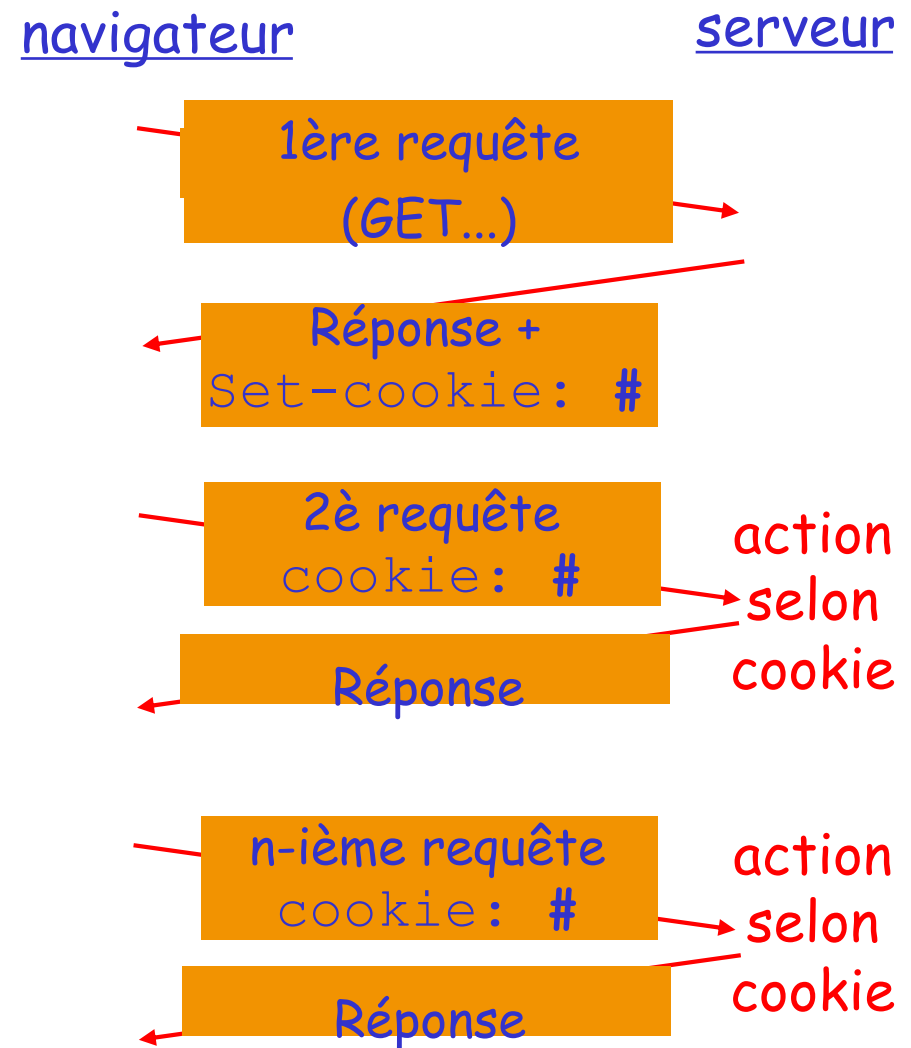 navigateur
serveur
1ère requête
(GET...)
Réponse +
Set-cookie: #
2è requête
cookie: #
action
selon
cookie
Réponse
n-ième requête
cookie: #
action
selon
cookie
Réponse